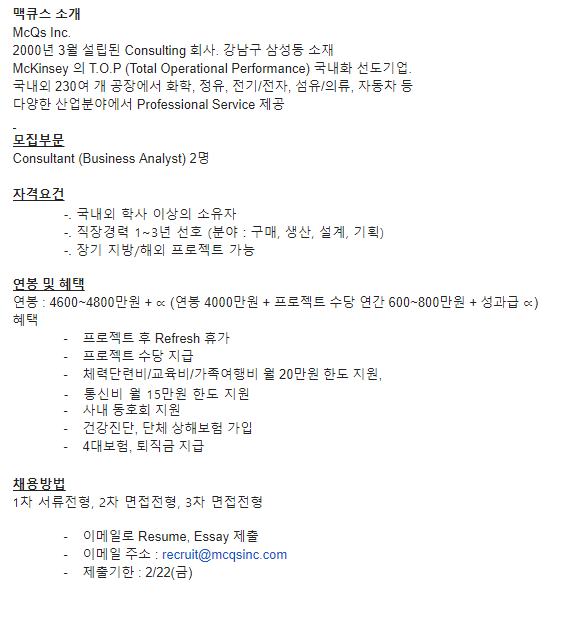 맥큐스 소개
McQs Inc.
2000년 3월 설립된 Consulting 회사. 강남구 삼성동 소재
McKinsey 의 T.O.P (Total Operational Performance) 국내화 선도기업.
국내외 230여 개 공장에서 화학, 정유, 전기/전자, 섬유/의류, 자동차 등
다양한 산업분야에서 Professional Service 제공
모집부문
Consultant (Business Analyst) 2명
자격요건
-. 국내외 학사 이상의 소유자
-. 직장경력 1~3년 선호 (분야 : 구매, 생산, 설계, 기획)
-. 장기 지방/해외 프로젝트 가능
연봉 및 혜택
연봉 : 4600~4800만원 + ∝ (연봉 4000만원 + 프로젝트 수당 연간 600~800만원 + 성과급 ∝)
혜택
- 프로젝트 후 Refresh 휴가
- 프로젝트 수당 지급
- 체력단련비/교육비/가족여행비 월 20만원 한도 지원,
- 통신비 월 15만원 한도 지원
- 사내 동호회 지원
- 건강진단, 단체 상해보험 가입
- 4대보험, 퇴직금 지급
채용방법
1차 서류전형, 2차 면접전형, 3차 면접전형
- 이메일로 Resume, Essay 제출
- 이메일 주소 : recruit@mcqsinc.com
- 제출기한 : 2/22(금)